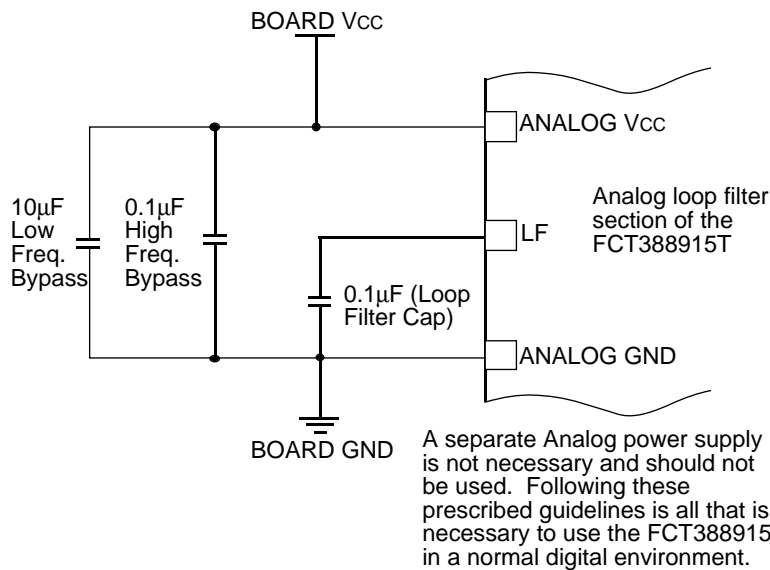 BOARD VCC
ANALOG VCC
10μF
Low
Freq.
Bypass
0.1μF
High
Freq.
Bypass
LF
Analog loop filter
section of the
FCT388915T
0.1μF (Loop
Filter Cap)
ANALOG GND
BOARD GND
A separate Analog power supply
is not necessary and should not
be used. Following these
prescribed guidelines is all that is
necessary to use the FCT388915
in a normal digital environment.